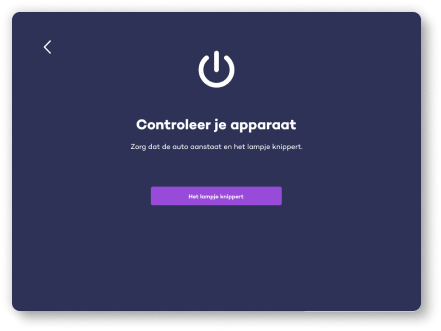 Controleer je apparaat
Zorg dat de auto aanstaat en het lampje knippert.
Het lampje knippert